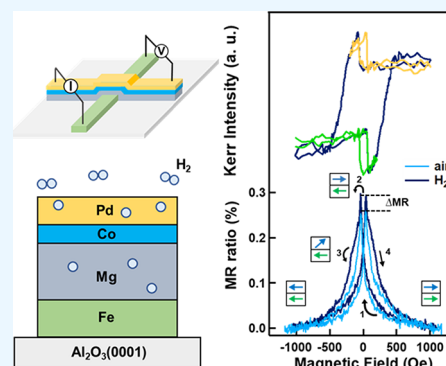 I
V
H₂
Pd
Co
Mg
Fe
Al₂O₃(0001)
Kerr Intensity (a. u.)
air
H₂
MR ratio (%)
0.3
0.2
0.1
0.0
2
ΔMR
3
4
1
-1000 -500 0 500 1000
Magnetic Field (Oe)